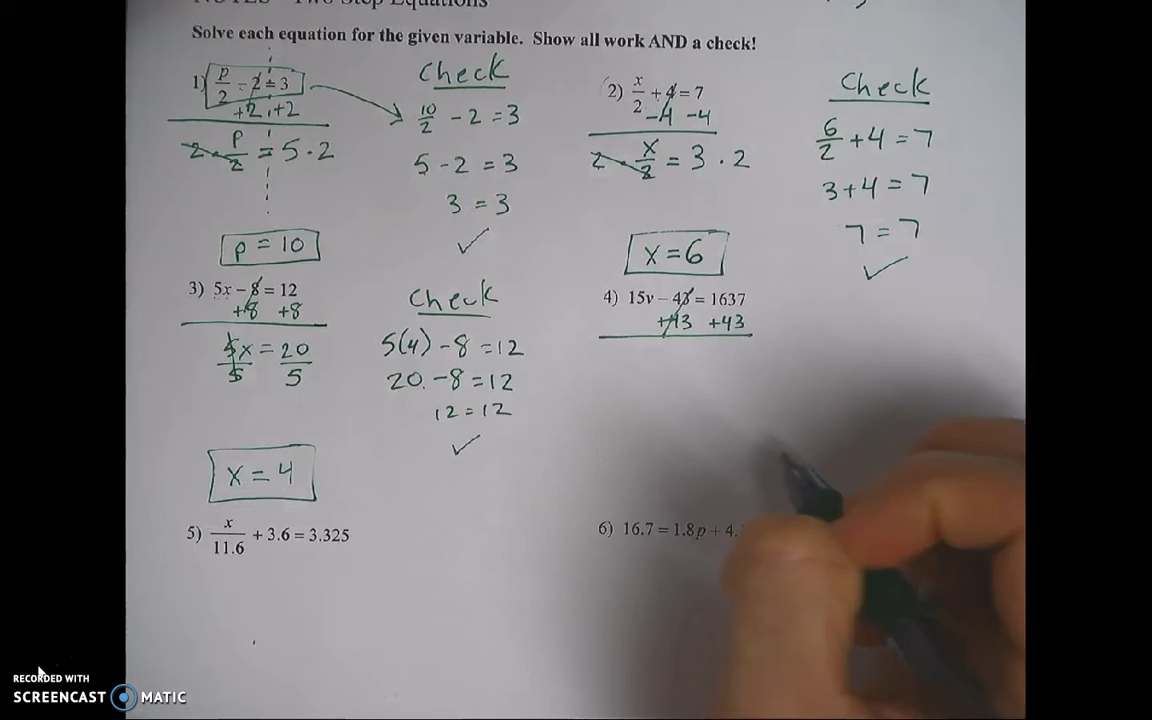 NOTES - Two Step Equations
Solve each equation for the given variable. Show all work AND a check!
1) p/2 - 2 = 3
+2 +2
2 · p/2 = 5 · 2
p = 10
Check
10/2 - 2 = 3
5 - 2 = 3
3 = 3
✓
2) x/2 + 4 = 7
-4 -4
2 · x/2 = 3 · 2
x = 6
Check
6/2 + 4 = 7
3 + 4 = 7
7 = 7
✓
3) 5x - 8 = 12
+8 +8
5x/5 = 20/5
x = 4
Check
5(4) - 8 = 12
20 - 8 = 12
12 = 12
✓
4) 15v - 43 = 1637
+43 +43
5) x/11.6 + 3.6 = 3.325
6) 16.7 = 1.8p + 4.
RECORDED WITH
SCREENCAST MATIC